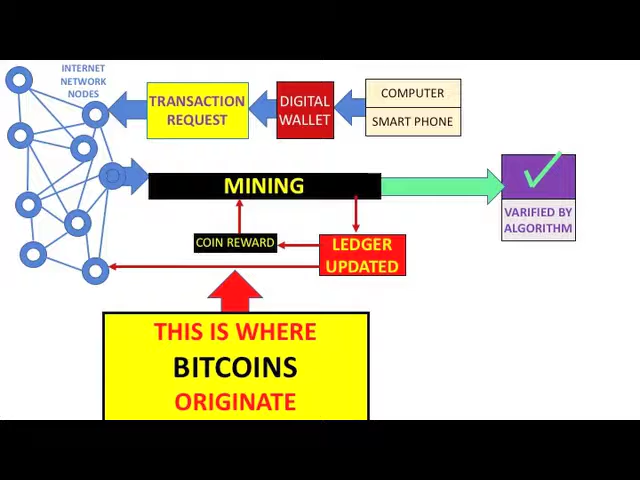 INTERNET
NETWORK
NODES
TRANSACTION
REQUEST
DIGITAL
WALLET
COMPUTER
SMART PHONE
MINING
VARIFIED BY
ALGORITHM
COIN REWARD
LEDGER
UPDATED
THIS IS WHERE
BITCOINS
ORIGINATE